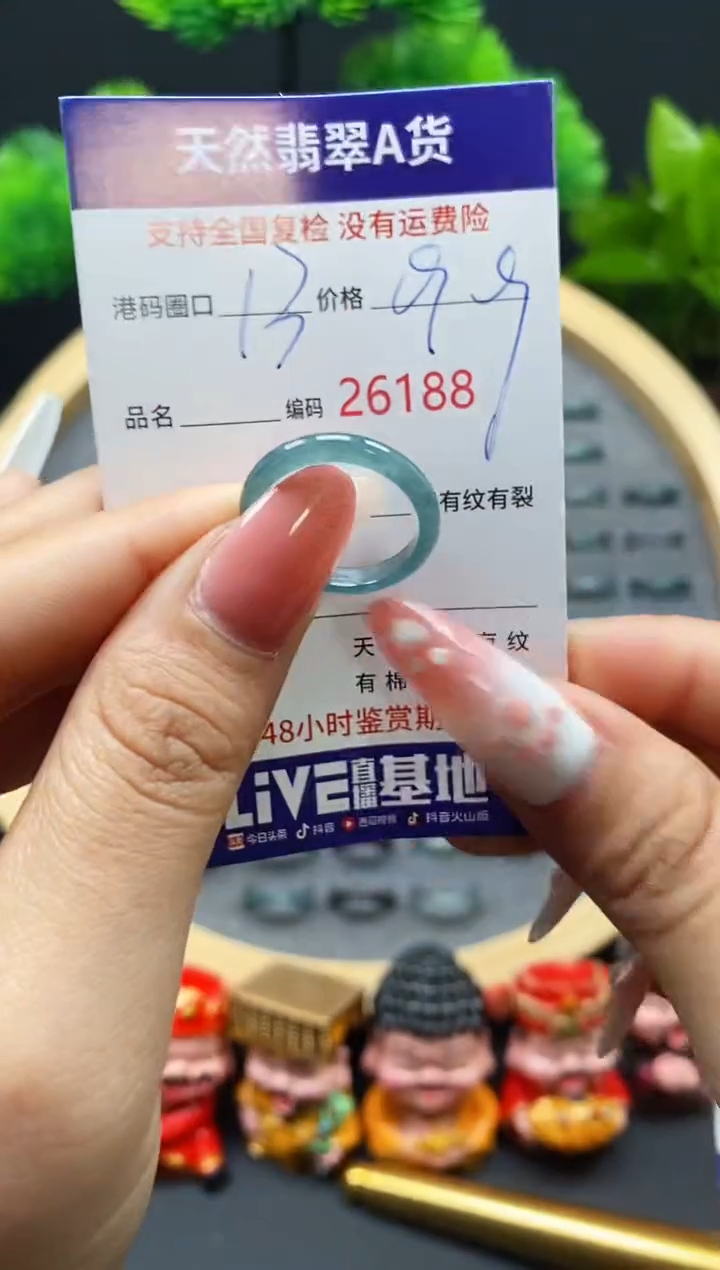 天然翡翠A货
支持全国复检 没有运费险
港码圈口 13 价格 99
品名 编码 26188
有纹有裂
天 有纹
有棉
48小时鉴赏期
LiVE直播基地
今日头条 抖音 西瓜视频 抖音火山版